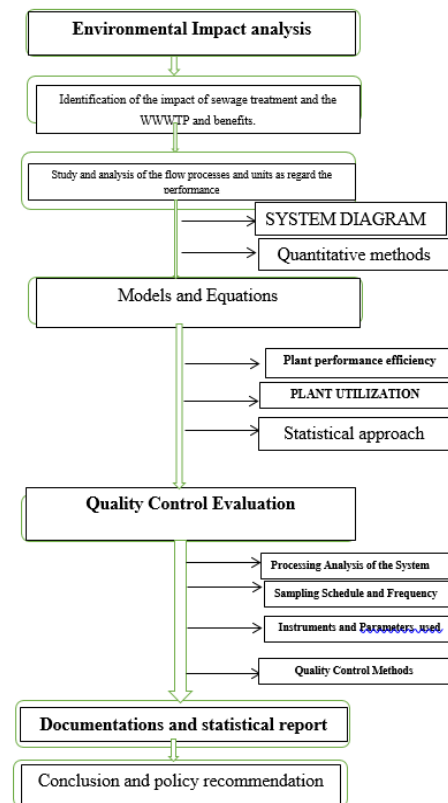 Environmental Impact analysis
Identification of the impact of sewage treatment and the
WWWTP and benefits.
Study and analysis of the flow processes and units as regard the
performance
SYSTEM DIAGRAM
Quantitative methods
Models and Equations
Plant performance efficiency
PLANT UTILIZATION
Statistical approach
Quality Control Evaluation
Processing Analysis of the System
Sampling Schedule and Frequency
Instruments and Parameters used
Quality Control Methods
Documentations and statistical report
Conclusion and policy recommendation